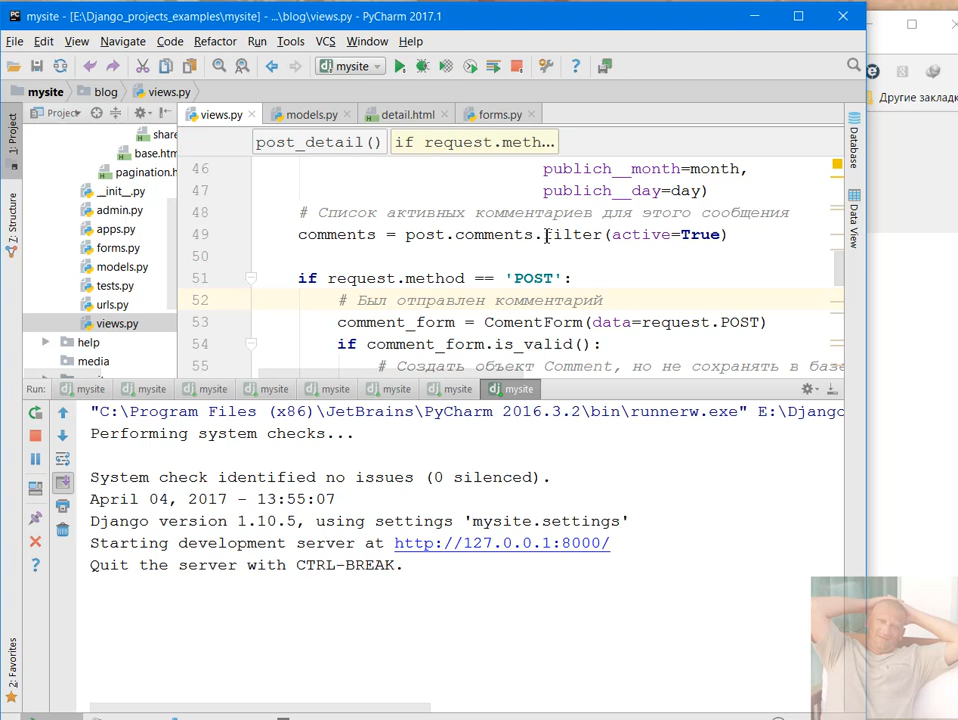 mysite - [E:\Django_projects_examples\mysite] - ...\blog\views.py - PyCharm 2017.1
File Edit View Navigate Code Refactor Run Tools VCS Window Help
mysite
mysite blog views.py
Project
views.py models.py detail.html forms.py
post_detail() if request.meth...
1: Project
7: Structure
2: Favorites
share
base.htm
pagination.h
__init__.py
admin.py
apps.py
forms.py
models.py
tests.py
urls.py
views.py
help
media
46 publich__month=month,
47 publich__day=day)
48 # Список активных комментариев для этого сообщения
49 comments = post.comments.filter(active=True)
50
51 if request.method == 'POST':
52 # Был отправлен комментарий
53 comment_form = ComentForm(data=request.POST)
54 if comment_form.is_valid():
55 # Создать объект Comment, но не сохранять в базе
Database
Data View
Другие закладк
Run: mysite mysite mysite mysite mysite mysite mysite mysite
"C:\Program Files (x86)\JetBrains\PyCharm 2016.3.2\bin\runnerw.exe" E:\Django
Performing system checks...
System check identified no issues (0 silenced).
April 04, 2017 - 13:55:07
Django version 1.10.5, using settings 'mysite.settings'
Starting development server at http://127.0.0.1:8000/
Quit the server with CTRL-BREAK.